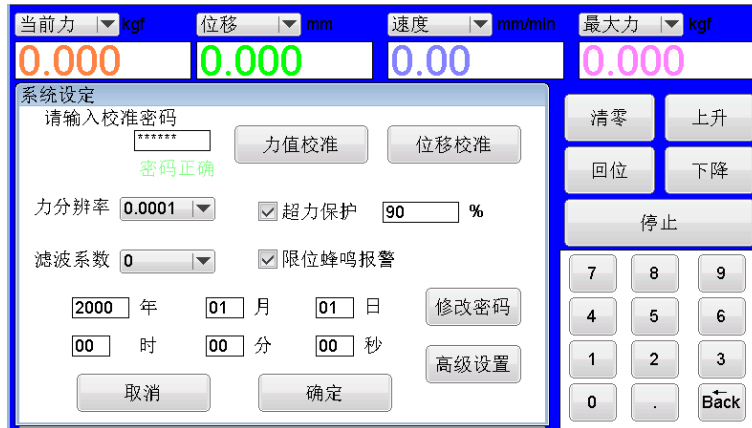 当前力 kgf 位移 mm 速度 mm/min 最大力 kgf
0.000 0.000 0.00 0.000
系统设定
请输入校准密码
****** 力值校准 位移校准
密码正确
力分辨率 0.0001 超力保护 90 %
滤波系数 0 限位蜂鸣报警
2000 年 01 月 01 日 修改密码
00 时 00 分 00 秒 高级设置
取消 确定
清零 上升
回位 下降
停止
7 8 9
4 5 6
1 2 3
0 . Back